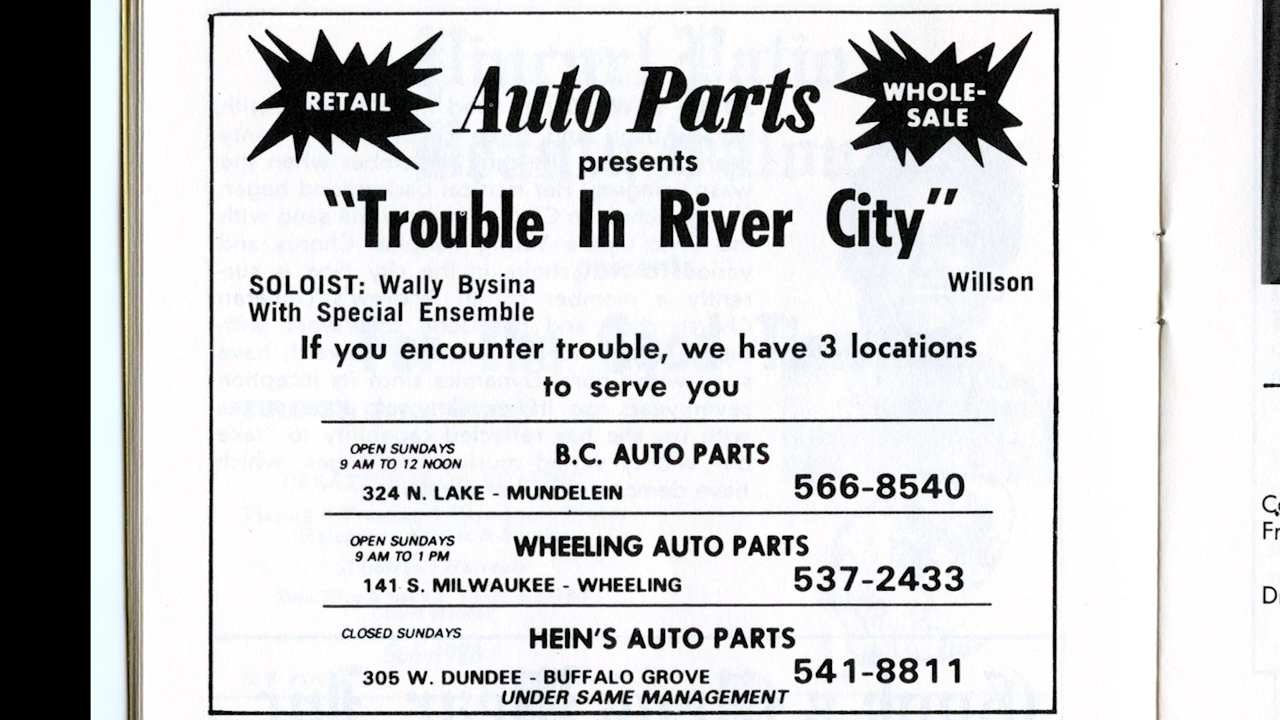 RETAIL
Auto Parts
WHOLE-
SALE
presents
"Trouble In River City"
SOLOIST: Wally Bysina
Willson
With Special Ensemble
If you encounter trouble, we have 3 locations
to serve you
OPEN SUNDAYS
9 AM TO 12 NOON
B.C. AUTO PARTS
324 N. LAKE - MUNDELEIN
566-8540
OPEN SUNDAYS
9 AM TO 1 PM
WHEELING AUTO PARTS
141 S. MILWAUKEE - WHEELING
537-2433
CLOSED SUNDAYS
HEIN'S AUTO PARTS
305 W. DUNDEE - BUFFALO GROVE
541-8811
UNDER SAME MANAGEMENT